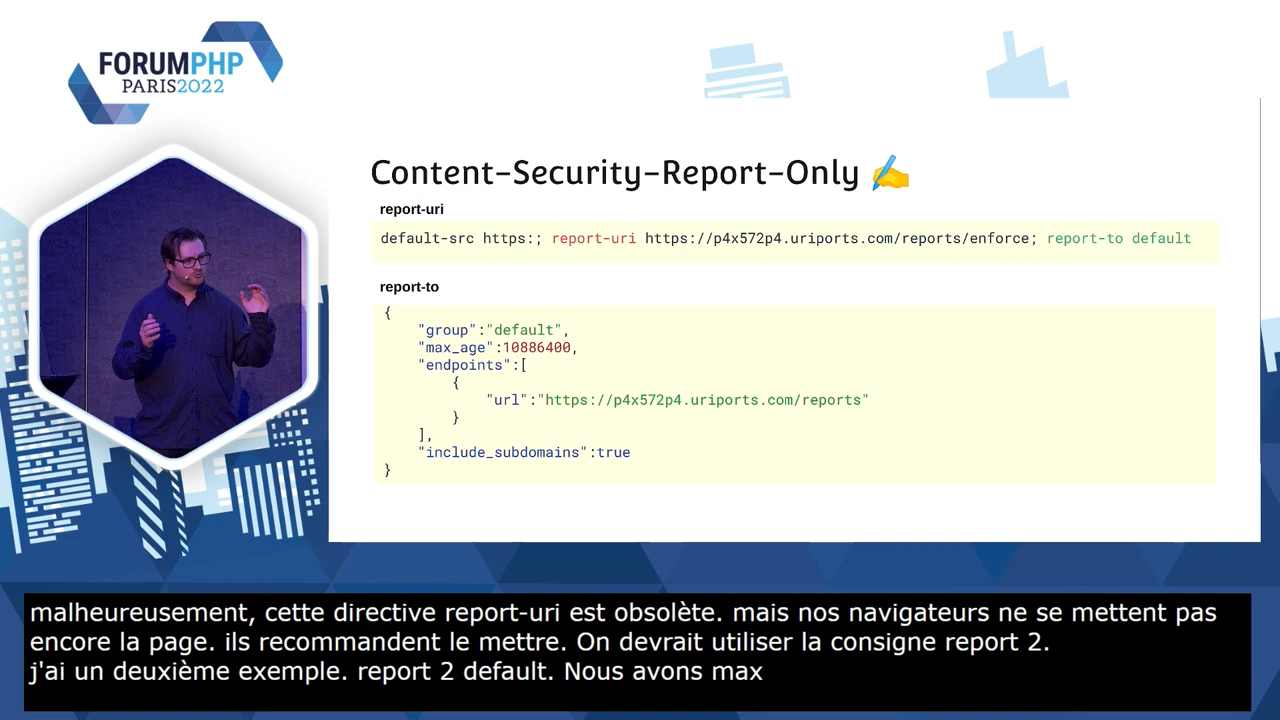 FORUMPHP
PARIS2022
Content-Security-Report-Only ✍
report-uri
default-src https:; report-uri https://p4x572p4.uriports.com/reports/enforce; report-to default
report-to
{
"group":"default",
"max_age":10886400,
"endpoints":[
{
"url":"https://p4x572p4.uriports.com/reports"
}
],
"include_subdomains":true
}
malheureusement, cette directive report-uri est obsolète. mais nos navigateurs ne se mettent pas
encore la page. ils recommandent le mettre. On devrait utiliser la consigne report 2.
j'ai un deuxième exemple. report 2 default. Nous avons max